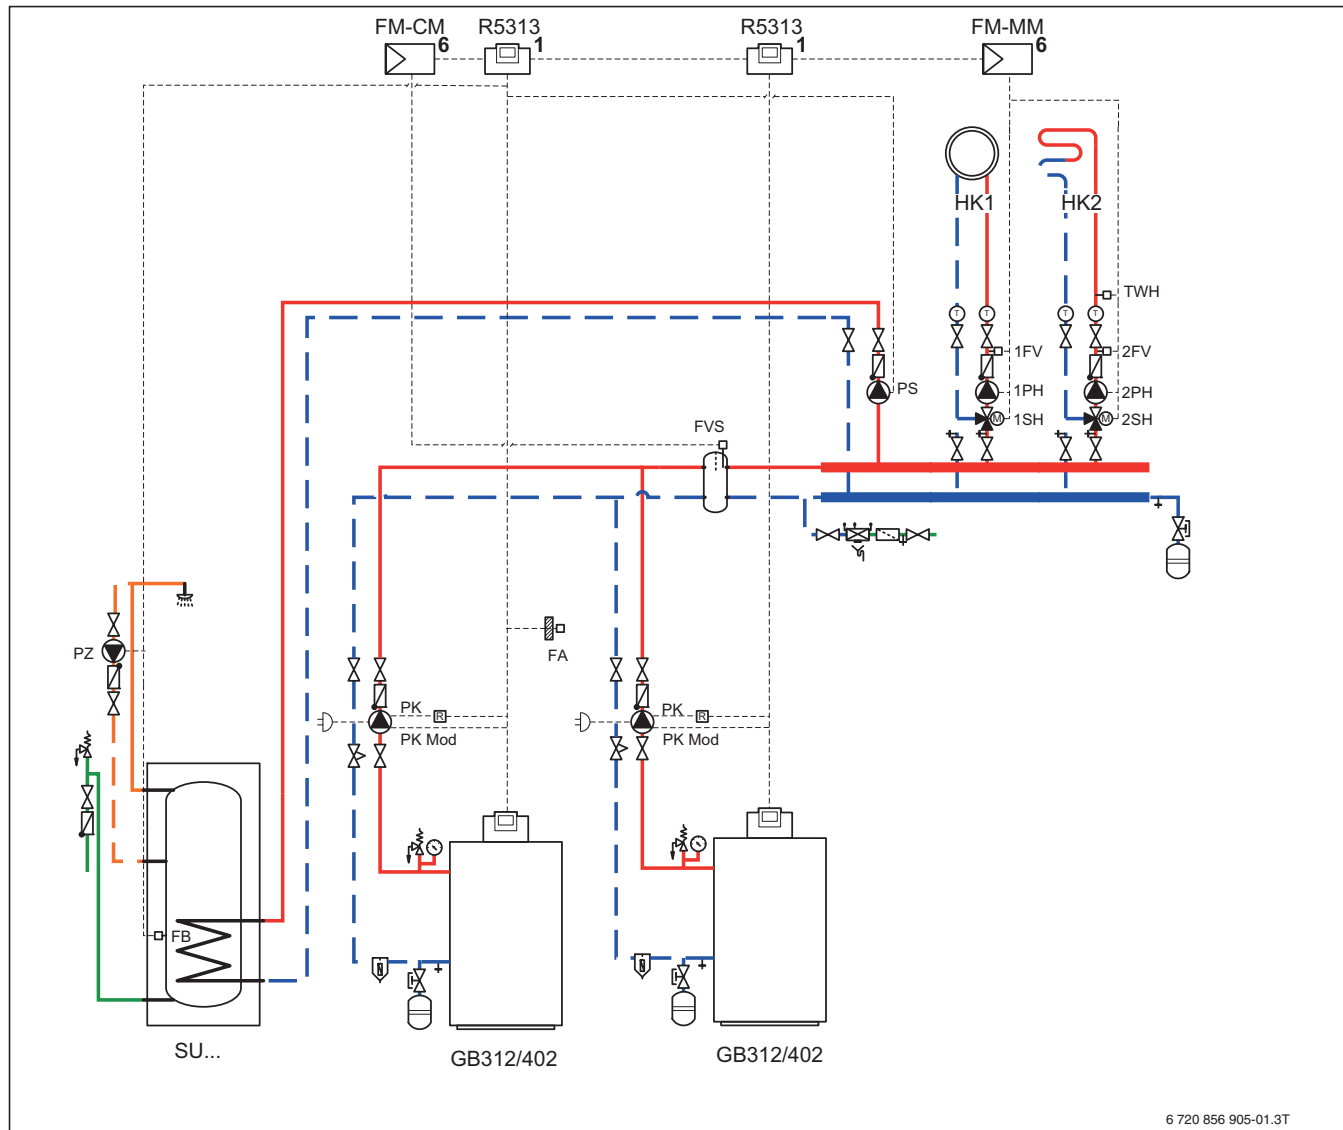 FM-CM
6
R5313
1
R5313
1
FM-MM
6
HK1
HK2
TWH
T
T
T
T
1FV
2FV
PS
1PH
2PH
M
1SH
M
2SH
FVS
PZ
FA
PK
R
PK Mod
PK
R
PK Mod
FB
SU...
GB312/402
GB312/402
6 720 856 905-01.3T